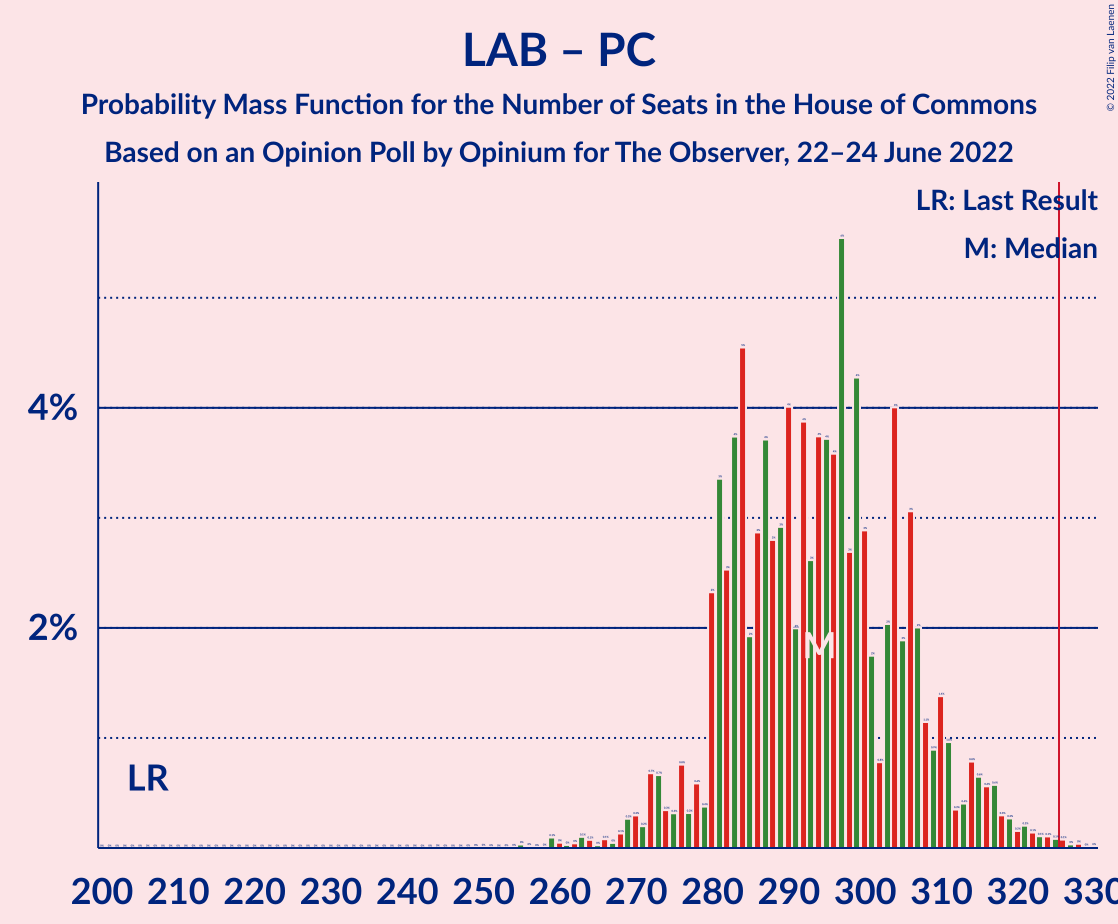 LAB – PC
Probability Mass Function for the Number of Seats in the House of Commons
Based on an Opinion Poll by Opinium for The Observer, 22–24 June 2022
© 2022 Filip van Laenen
LR: Last Result
M: Median
4%
2%
M
LR
200 210 220 230 240 250 260 270 280 290 300 310 320 330